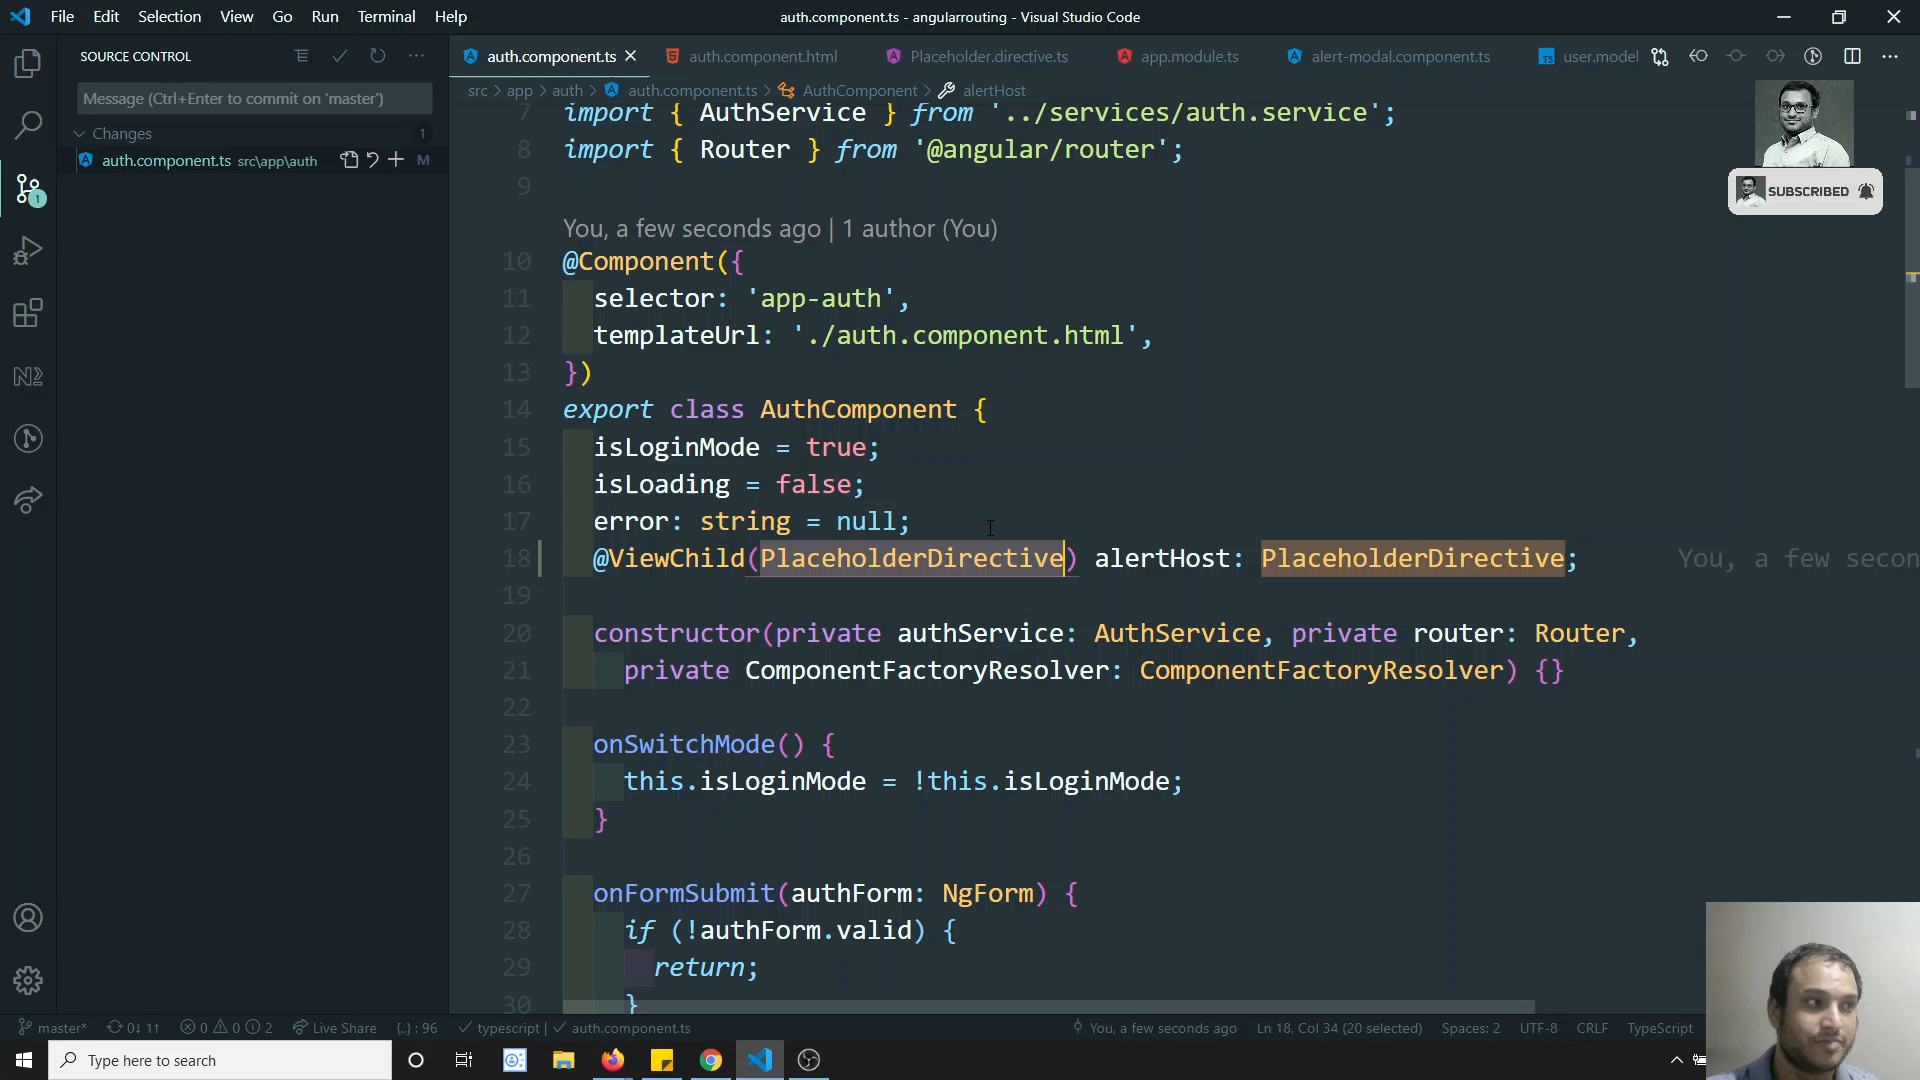 File Edit Selection View Go Run Terminal Help
auth.component.ts - angularrouting - Visual Studio Code
SOURCE CONTROL
Message (Ctrl+Enter to commit on 'master')
Changes 1
auth.component.ts src\app\auth M
1
auth.component.ts auth.component.html Placeholder.directive.ts app.module.ts alert-modal.component.ts user.model
src > app > auth > auth.component.ts > AuthComponent > alertHost
7 import { AuthService } from '../services/auth.service';
8 import { Router } from '@angular/router';
9
You, a few seconds ago | 1 author (You)
10 @Component({
11 selector: 'app-auth',
12 templateUrl: './auth.component.html',
13 })
14 export class AuthComponent {
15 isLoginMode = true;
16 isLoading = false;
17 error: string = null;
18 @ViewChild(PlaceholderDirective) alertHost: PlaceholderDirective; You, a few secon
19
20 constructor(private authService: AuthService, private router: Router,
21 private ComponentFactoryResolver: ComponentFactoryResolver) {}
22
23 onSwitchMode() {
24 this.isLoginMode = !this.isLoginMode;
25 }
26
27 onFormSubmit(authForm: NgForm) {
28 if (!authForm.valid) {
29 return;
30 }
SUBSCRIBED
master* 0↓ 1↑ 0 0 2 Live Share {..} : 96 typescript | auth.component.ts You, a few seconds ago Ln 18, Col 34 (20 selected) Spaces: 2 UTF-8 CRLF TypeScript
Type here to search